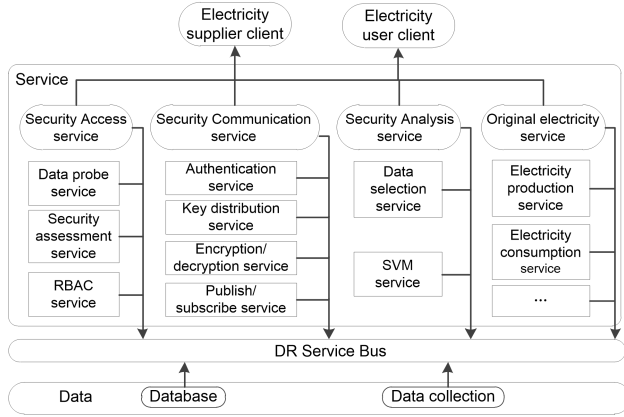 Electricity
supplier client
Electricity
user client
Service
Security Access
service
Security Communication
service
Security Analysis
service
Original electricity
service
Data probe
service
Security
assessment
service
RBAC
service
Authentication
service
Key distribution
service
Encryption/
decryption service
Publish/
subscribe service
Data
selection
service
SVM
service
Electricity
production
service
Electricity
consumption
service
...
DR Service Bus
Data
Database
Data collection